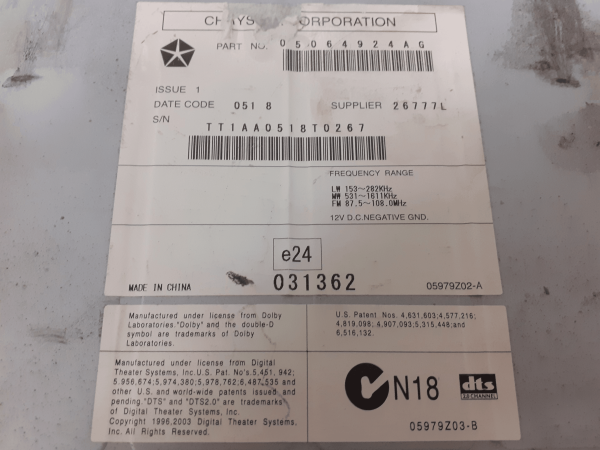 CORPORATION
PART NO. 05064924AG
ISSUE 1
DATE CODE 0518 SUPPLIER 26777L
S/N
TT1AA0518T0267
FREQUENCY RANGE
LW 153~282KHz
MW 531~1611KHz
FM 87.5~108.0MHz
12V D.C.NEGATIVE GND.
e24
031362
MADE IN CHINA
05979Z02-A
Manufactured under license from Dolby
Laboratories."Dolby" and the double-D
symbol are trademarks of Dolby
Laboratories.
U.S. Patent Nos. 4,631,603;4,577,216;
4,819,098; 4,907,093;5,315,448;and
6,516,132.
Manufactured under license from Digital
Theater Systems, Inc.U.S. Pat. No's.5,451, 942;
5,956,674;5,974,380;5,978,762;6,487,535 and
other U.S. and world-wide patents issued and
pending."DTS" and "DTS2.0" are trademarks
of Digital Theater Systems, Inc.
Copyright 1996,2003 Digital Theater Systems,
Inc. All Rights Reserved.
N18
dts
2.0 CHANNEL
05979Z03-B